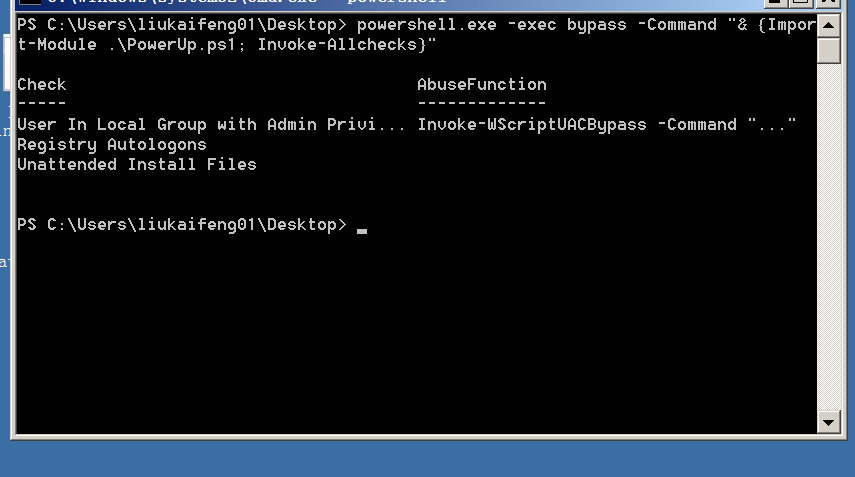 PS C:\Users\liukaifeng01\Desktop> powershell.exe -exec bypass -Command "& {Impor
t-Module .\PowerUp.ps1; Invoke-Allchecks}"
Check                                   AbuseFunction
-----                                   -------------
User In Local Group with Admin Privi... Invoke-WScriptUACBypass -Command "..."
Registry Autologons
Unattended Install Files
PS C:\Users\liukaifeng01\Desktop>